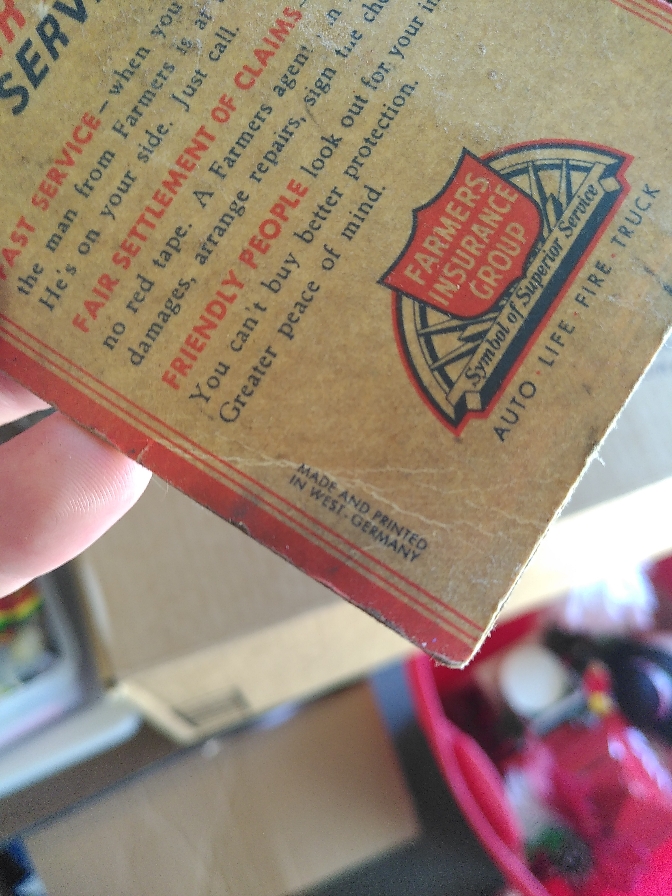 SERV
FAST SERVICE – when you
the man from Farmers is at
He's on your side. Just call.
FAIR SETTLEMENT OF CLAIMS –
no red tape. A Farmers agent
damages, arrange repairs, sign the
FRIENDLY PEOPLE look out for your
You can't buy better protection.
Greater peace of mind.
FARMERS
INSURANCE
GROUP
Symbol of Superior Service
AUTO · LIFE · FIRE · TRUCK
MADE AND PRINTED
IN WEST-GERMANY